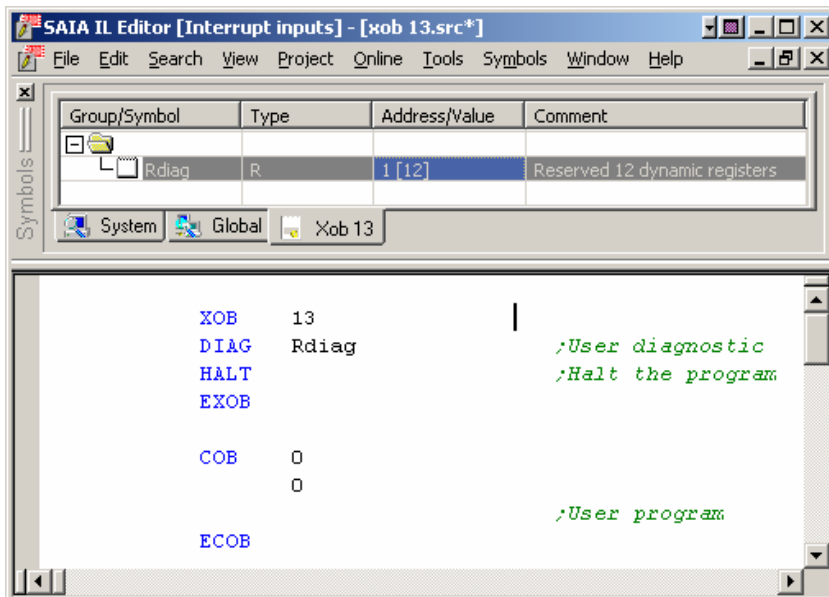 SAIA IL Editor [Interrupt inputs] - [xob 13.src*]
File Edit Search View Project Online Tools Symbols Window Help
Group/Symbol Type Address/Value Comment
Rdiag R 1 [12] Reserved 12 dynamic registers
Symbols
System Global Xob 13
XOB 13
DIAG Rdiag ;User diagnostic
HALT ;Halt the program
EXOB
COB 0
0
;User program
ECOB